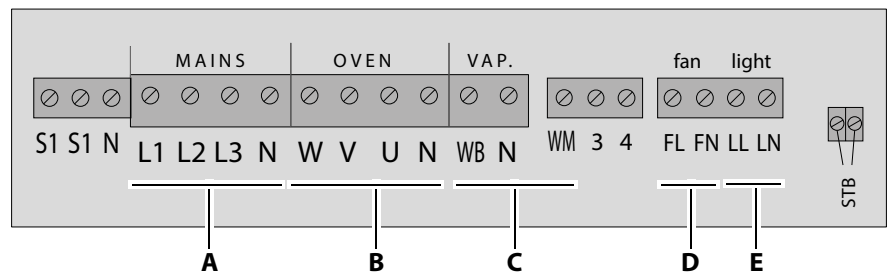 MAINS OVEN VAP. fan light
S1 S1 N L1 L2 L3 N W V U N WB N WM 3 4 FL FN LL LN
STB
A B C D E